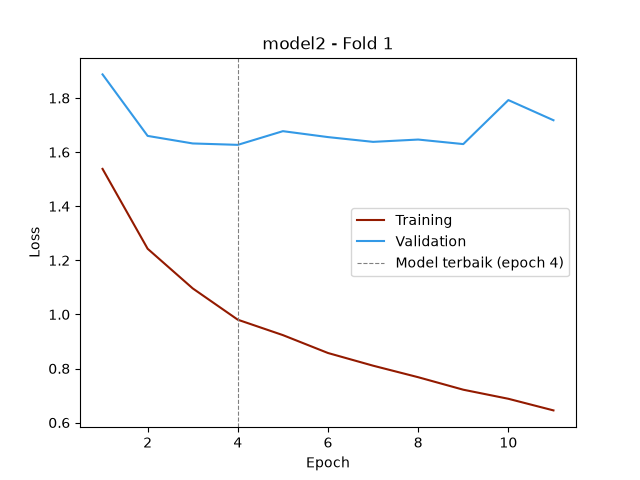 model2 - Fold 1
Loss
1.8
1.6
1.4
1.2
1.0
0.8
0.6
Training
Validation
Model terbaik (epoch 4)
2 4 6 8 10
Epoch